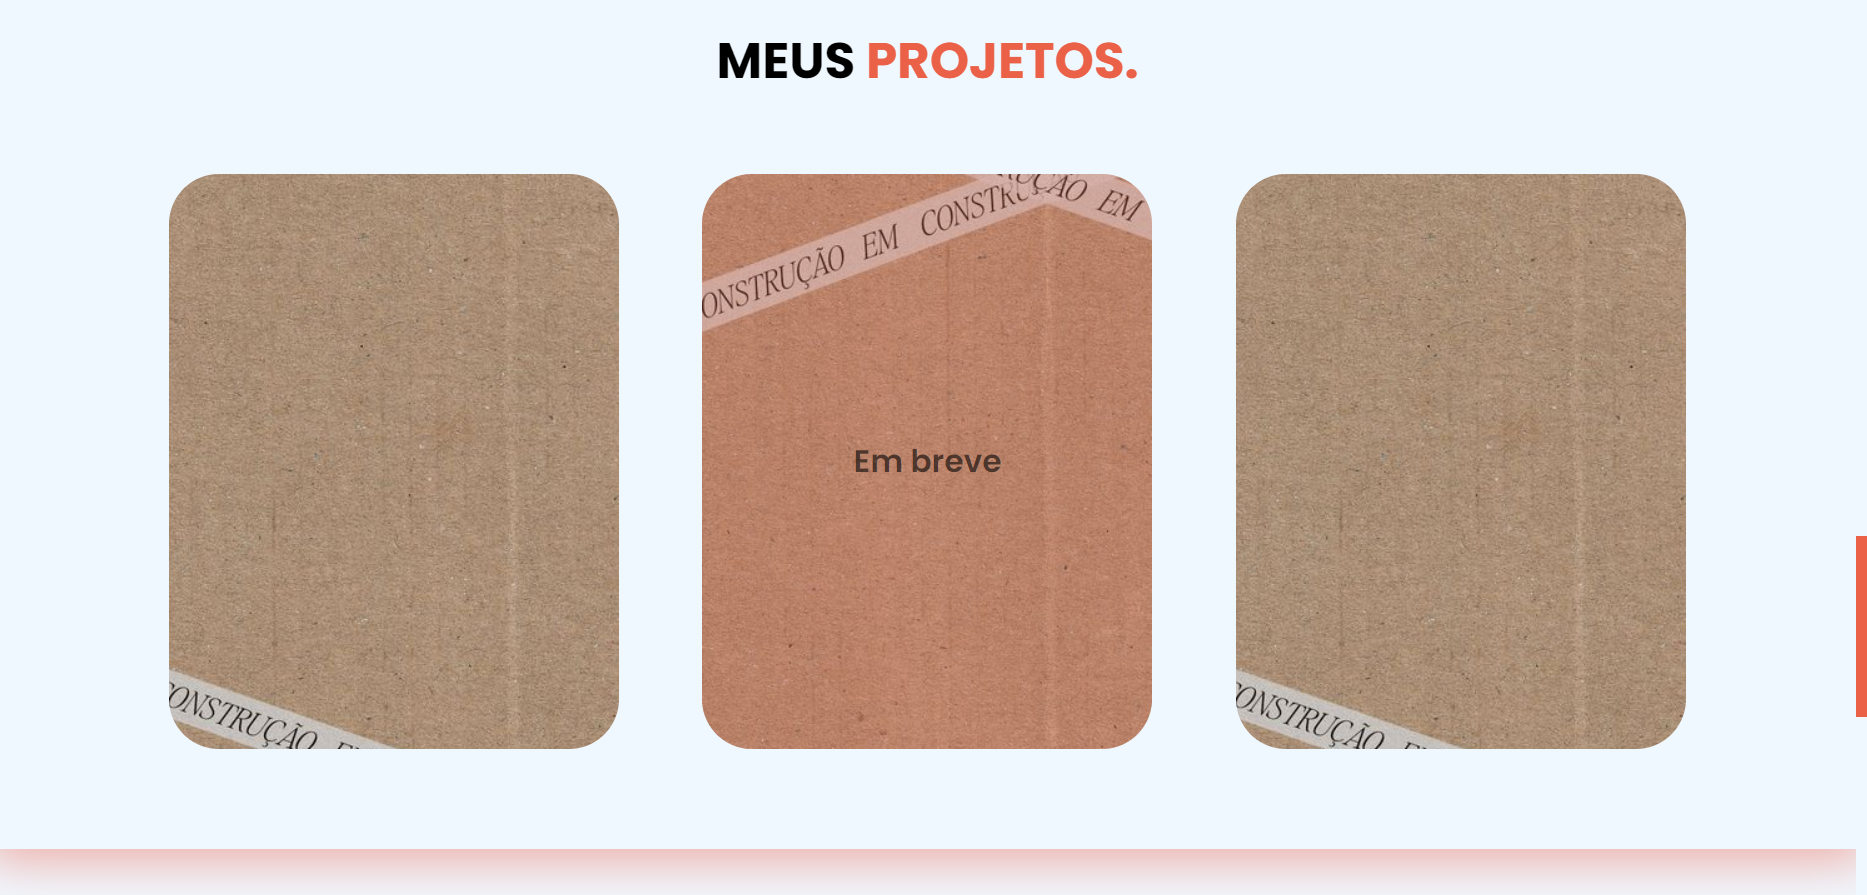 MEUS PROJETOS.
ONSTRUÇÃO EM CONSTRUÇÃO EM
Em breve
ONSTRUÇÃO
ONSTRUÇÃO